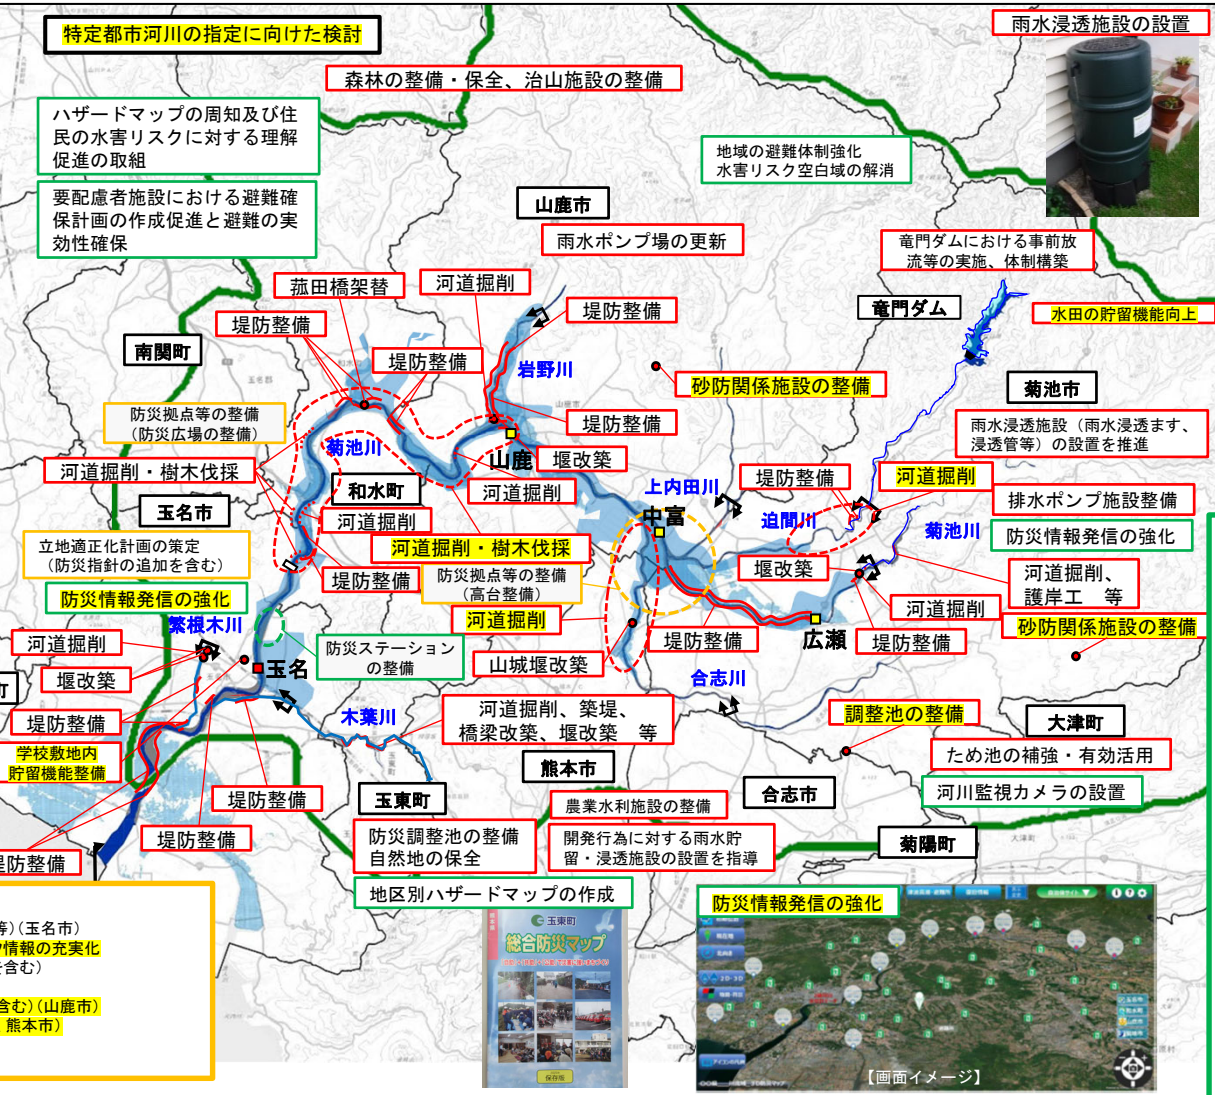 特定都市河川の指定に向けた検討
雨水浸透施設の設置
森林の整備・保全、治山施設の整備
ハザードマップの周知及び住
民の水害リスクに対する理解
促進の取組
地域の避難体制強化
水害リスク空白域の解消
要配慮者施設における避難確
保計画の作成促進と避難の実
効性確保
山鹿市
雨水ポンプ場の更新
竜門ダムにおける事前放
流等の実施、体制構築
菰田橋架替
河道掘削
堤防整備
竜門ダム
水田の貯留機能向上
堤防整備
南関町
堤防整備
岩野川
砂防関係施設の整備
菊池市
防災拠点等の整備
（防災広場の整備）
堤防整備
雨水浸透施設（雨水浸透ます、
浸透管等）の設置を推進
菊池川
山鹿
堰改築
河道掘削・樹木伐採
和水町
河道掘削
上内田川
堤防整備
河道掘削
排水ポンプ施設整備
玉名市
河道掘削
中富
迫間川
菊池川
防災情報発信の強化
立地適正化計画の策定
（防災指針の追加を含む）
河道掘削・樹木伐採
堤防整備
防災拠点等の整備
（高台整備）
堰改築
河道掘削、
護岸工　等
防災情報発信の強化
河道掘削
河道掘削
繁根木川
防災ステーション
の整備
堤防整備
広瀬
堤防整備
砂防関係施設の整備
河道掘削
玉名
山城堰改築
堰改築
町
合志川
堤防整備
木葉川
河道掘削、築堤、
橋梁改築、堰改築　等
調整池の整備
大津町
学校敷地内
貯留機能整備
ため池の補強・有効活用
熊本市
堤防整備
玉東町
合志市
河川監視カメラの設置
農業水利施設の整備
堤防整備
防災調整池の整備
自然地の保全
開発行為に対する雨水貯
留・浸透施設の設置を指導
菊陽町
堤防整備
地区別ハザードマップの作成
防災情報発信の強化
等）（玉名市）
情報の充実化
を含む）
含む）（山鹿市）
熊本市）
玉東町
総合防災マップ
保存版
【画面イメージ】